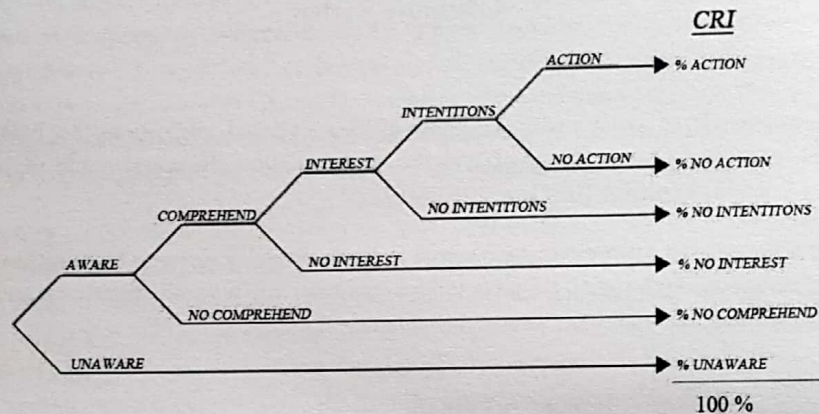 CRI
ACTION % ACTION
INTENTITONS
INTEREST NO ACTION % NO ACTION
COMPREHEND NO INTENTITONS % NO INTENTITONS
AWARE NO INTEREST % NO INTEREST
NO COMPREHEND % NO COMPREHEND
UNAWARE % UNAWARE
100 %